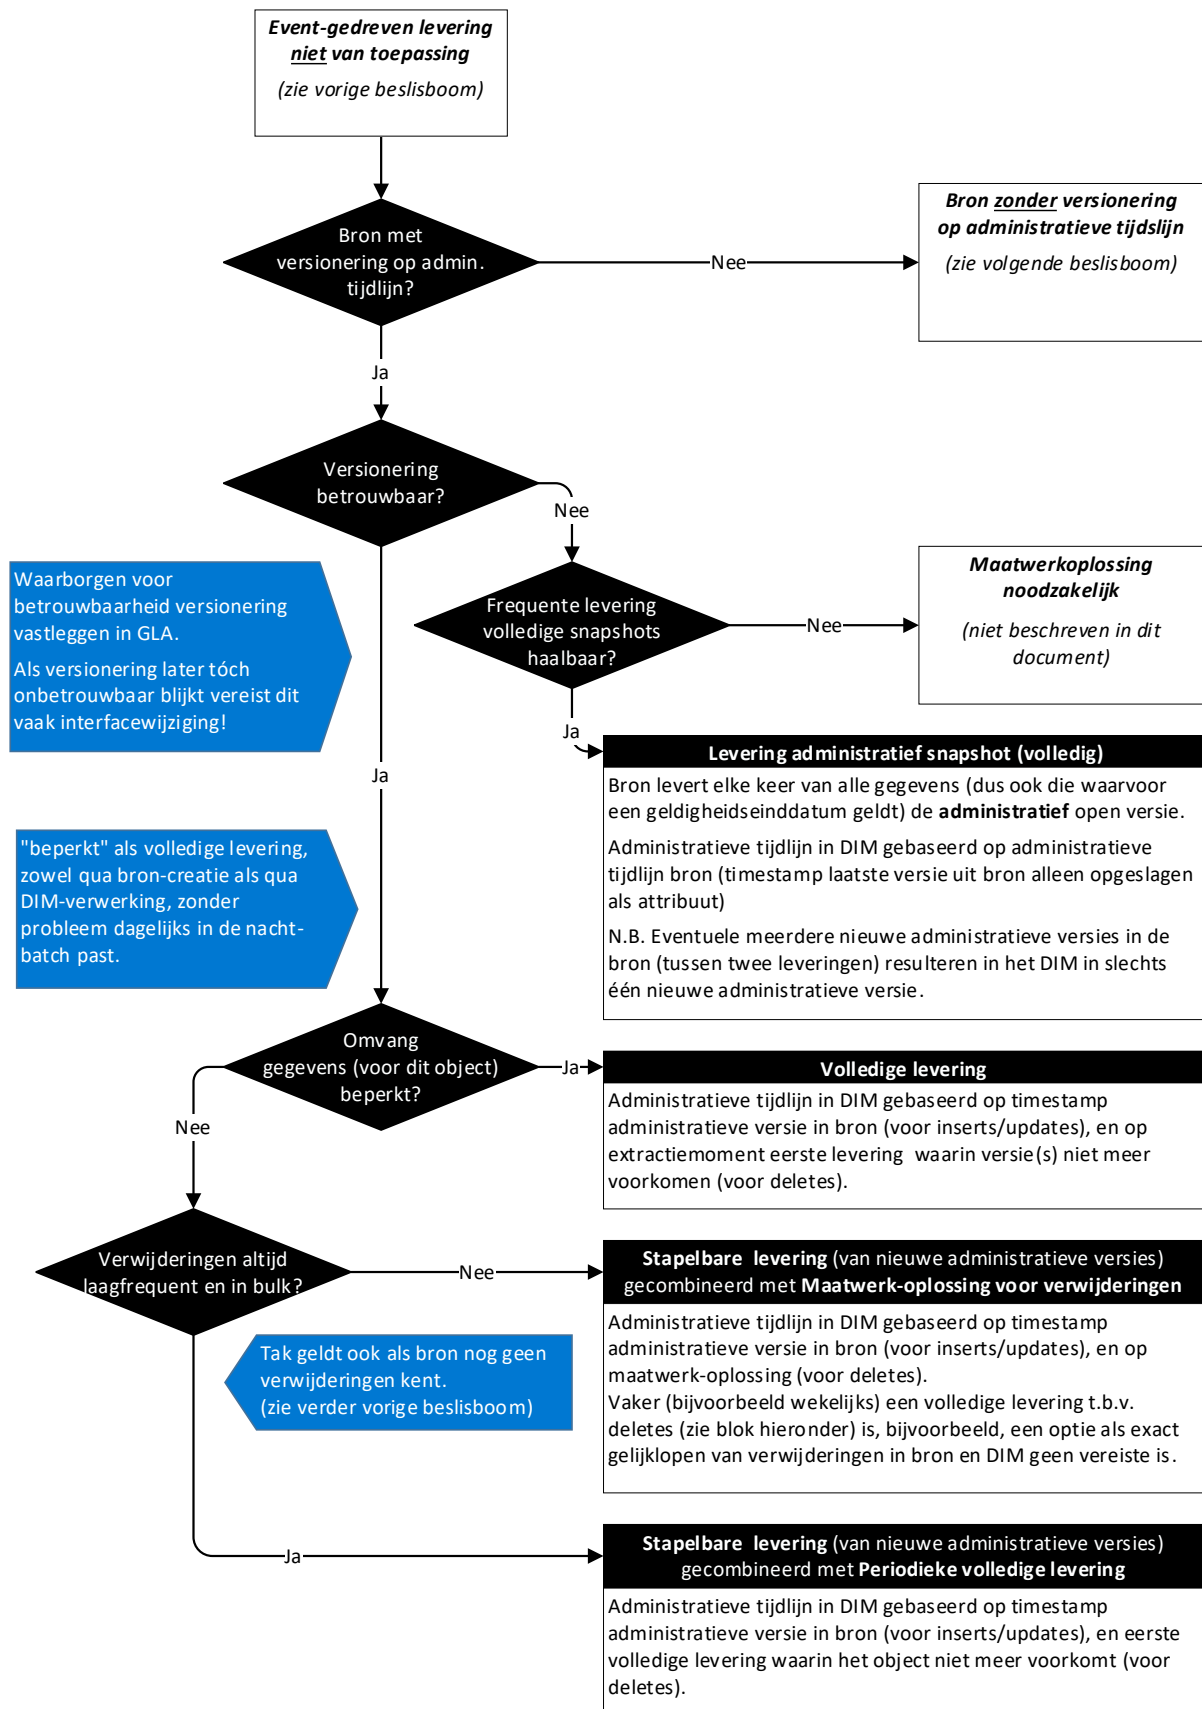 Event-gedreven levering
niet van toepassing
(zie vorige beslisboom)
Bron met
versionering op admin.
tijdlijn?
Nee
Bron zonder versionering
op administratieve tijdslijn
(zie volgende beslisboom)
Ja
Versionering
betrouwbaar?
Nee
Waarborgen voor
betrouwbaarheid versionering
vastleggen in GLA.
Als versionering later tóch
onbetrouwbaar blijkt vereist dit
vaak interfacewijziging!
Frequente levering
volledige snapshots
haalbaar?
Nee
Maatwerkoplossing
noodzakelijk
(niet beschreven in dit
document)
Ja
Levering administratief snapshot (volledig)
Bron levert elke keer van alle gegevens (dus ook die waarvoor
een geldigheidseinddatum geldt) de administratief open versie.
Administratieve tijdlijn in DIM gebaseerd op administratieve
tijdlijn bron (timestamp laatste versie uit bron alleen opgeslagen
als attribuut)
N.B. Eventuele meerdere nieuwe administratieve versies in de
bron (tussen twee leveringen) resulteren in het DIM in slechts
één nieuwe administratieve versie.
Ja
"beperkt" als volledige levering,
zowel qua bron-creatie als qua
DIM-verwerking, zonder
probleem dagelijks in de nacht-
batch past.
Omvang
gegevens (voor dit object)
beperkt?
Ja
Volledige levering
Administratieve tijdlijn in DIM gebaseerd op timestamp
administratieve versie in bron (voor inserts/updates), en op
extractiemoment eerste levering waarin versie(s) niet meer
voorkomen (voor deletes).
Nee
Verwijderingen altijd
laagfrequent en in bulk?
Nee
Stapelbare levering (van nieuwe administratieve versies)
gecombineerd met Maatwerk-oplossing voor verwijderingen
Administratieve tijdlijn in DIM gebaseerd op timestamp
administratieve versie in bron (voor inserts/updates), en op
maatwerk-oplossing (voor deletes).
Vaker (bijvoorbeeld wekelijks) een volledige levering t.b.v.
deletes (zie blok hieronder) is, bijvoorbeeld, een optie als exact
gelijklopen van verwijderingen in bron en DIM geen vereiste is.
Tak geldt ook als bron nog geen
verwijderingen kent.
(zie verder vorige beslisboom)
Ja
Stapelbare levering (van nieuwe administratieve versies)
gecombineerd met Periodieke volledige levering
Administratieve tijdlijn in DIM gebaseerd op timestamp
administratieve versie in bron (voor inserts/updates), en eerste
volledige levering waarin het object niet meer voorkomt (voor
deletes).